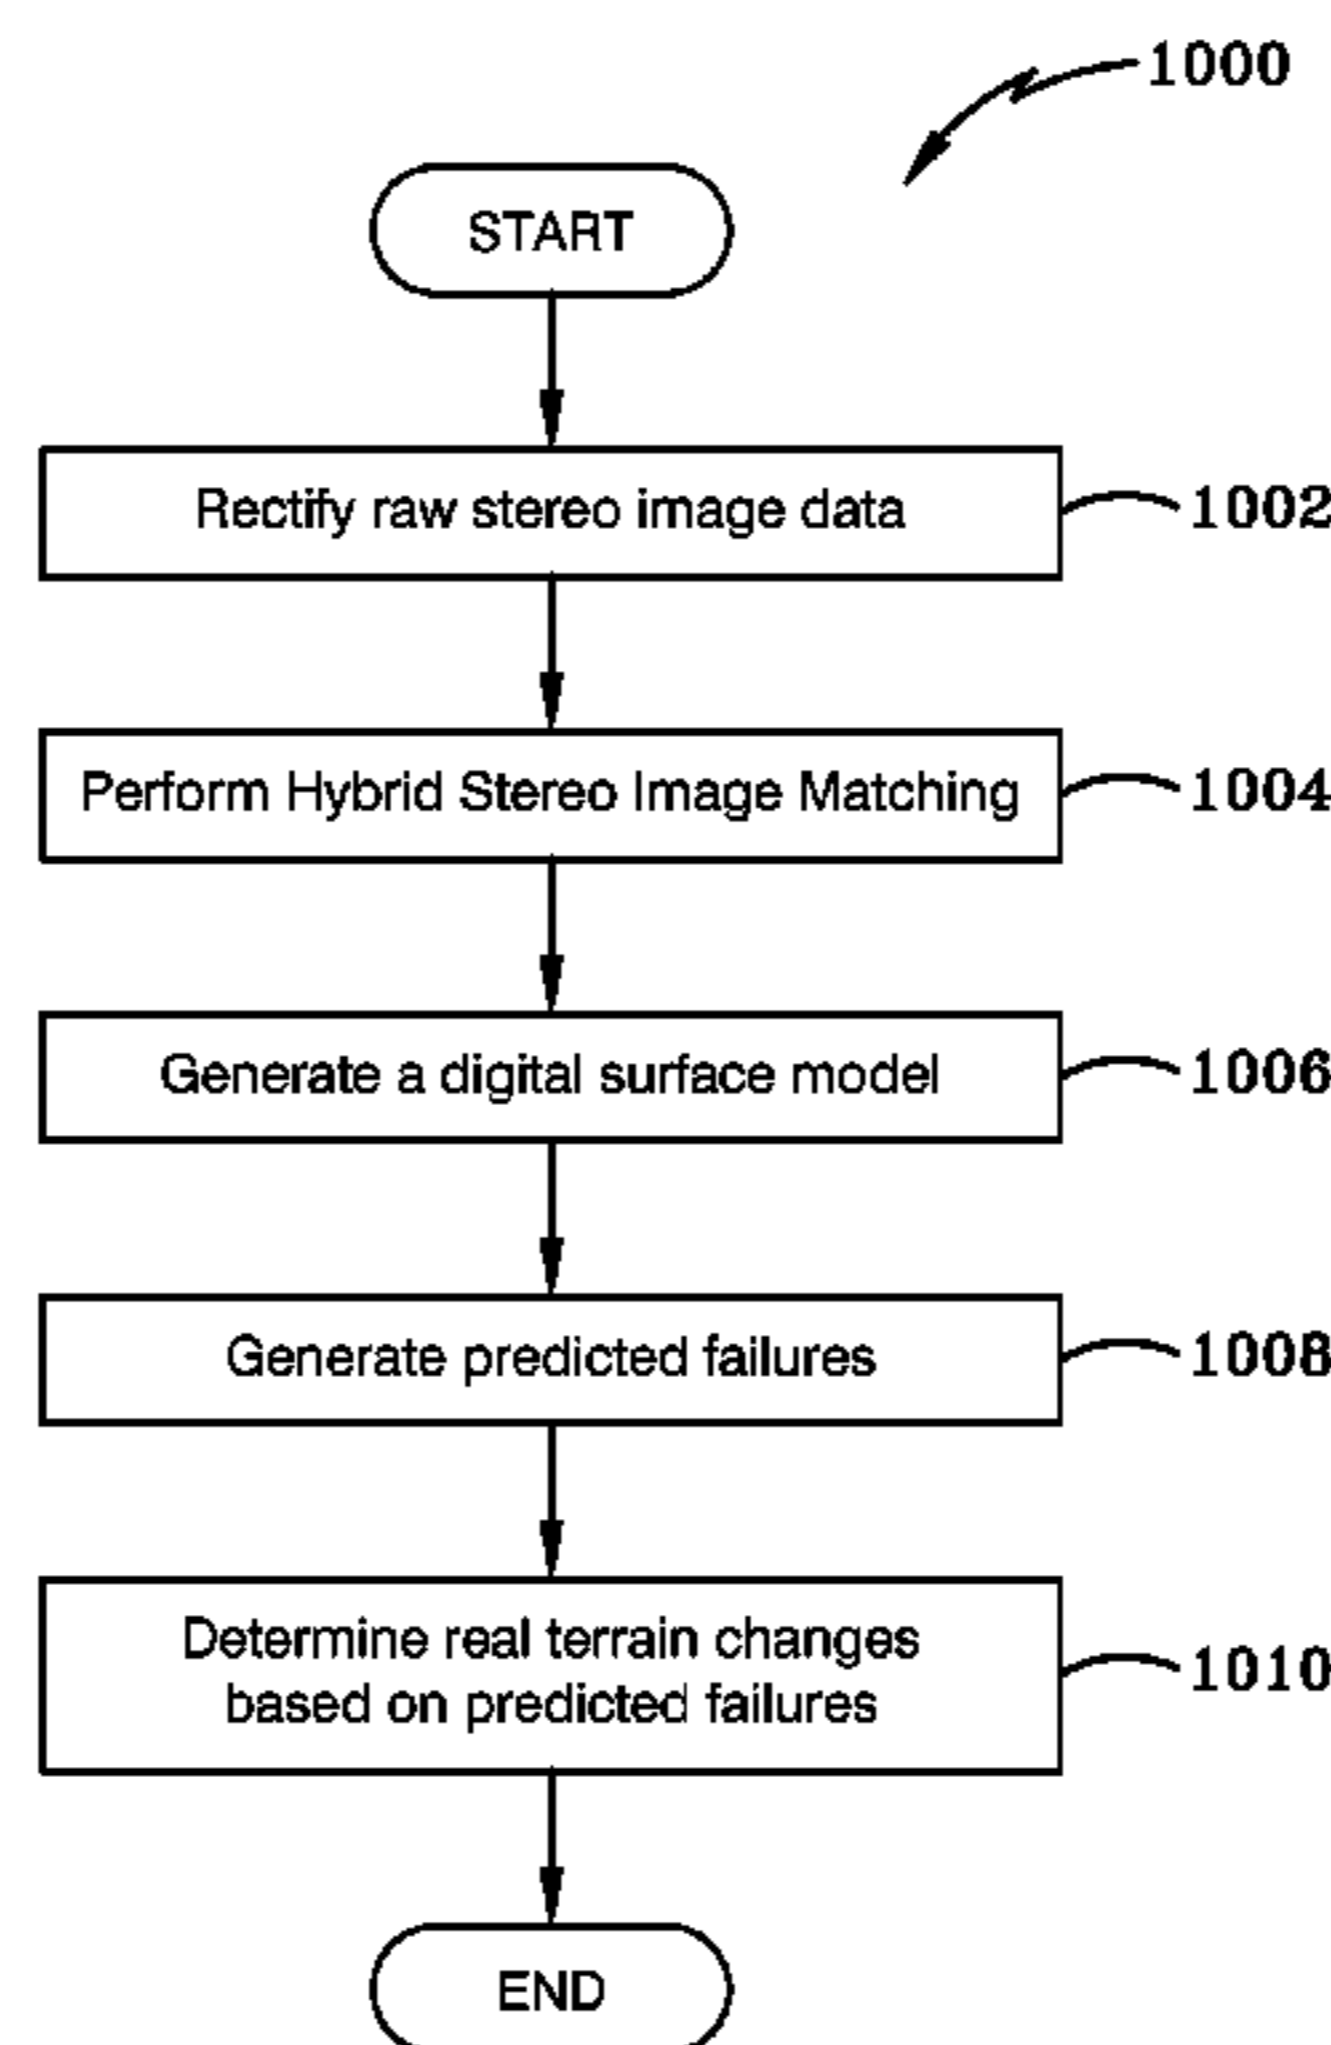 1000
START
Rectify raw stereo image data
1002
Perform Hybrid Stereo Image Matching
1004
Generate a digital surface model
1006
Generate predicted failures
1008
Determine real terrain changes
based on predicted failures
1010
END